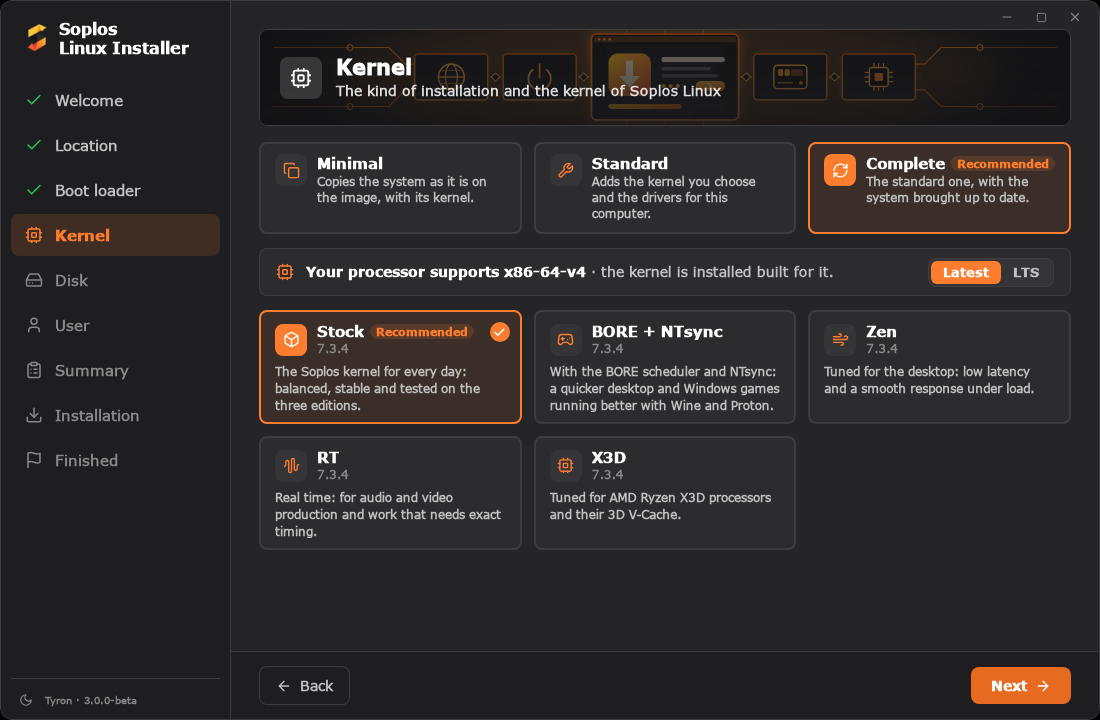 Soplos
Linux Installer
Welcome
Location
Boot loader
Kernel
Disk
User
Summary
Installation
Finished
Tyron · 3.0.0-beta
Kernel
The kind of installation and the kernel of Soplos Linux
Minimal
Copies the system as it is on
the image, with its kernel.
Standard
Adds the kernel you choose
and the drivers for this
computer.
Complete Recommended
The standard one, with the
system brought up to date.
Your processor supports x86-64-v4 · the kernel is installed built for it.
Latest LTS
Stock Recommended
7.3.4
The Soplos kernel for every day:
balanced, stable and tested on the
three editions.
BORE + NTsync
7.3.4
With the BORE scheduler and NTsync:
a quicker desktop and Windows games
running better with Wine and Proton.
Zen
7.3.4
Tuned for the desktop: low latency
and a smooth response under load.
RT
7.3.4
Real time: for audio and video
production and work that needs exact
timing.
X3D
7.3.4
Tuned for AMD Ryzen X3D processors
and their 3D V-Cache.
Back
Next